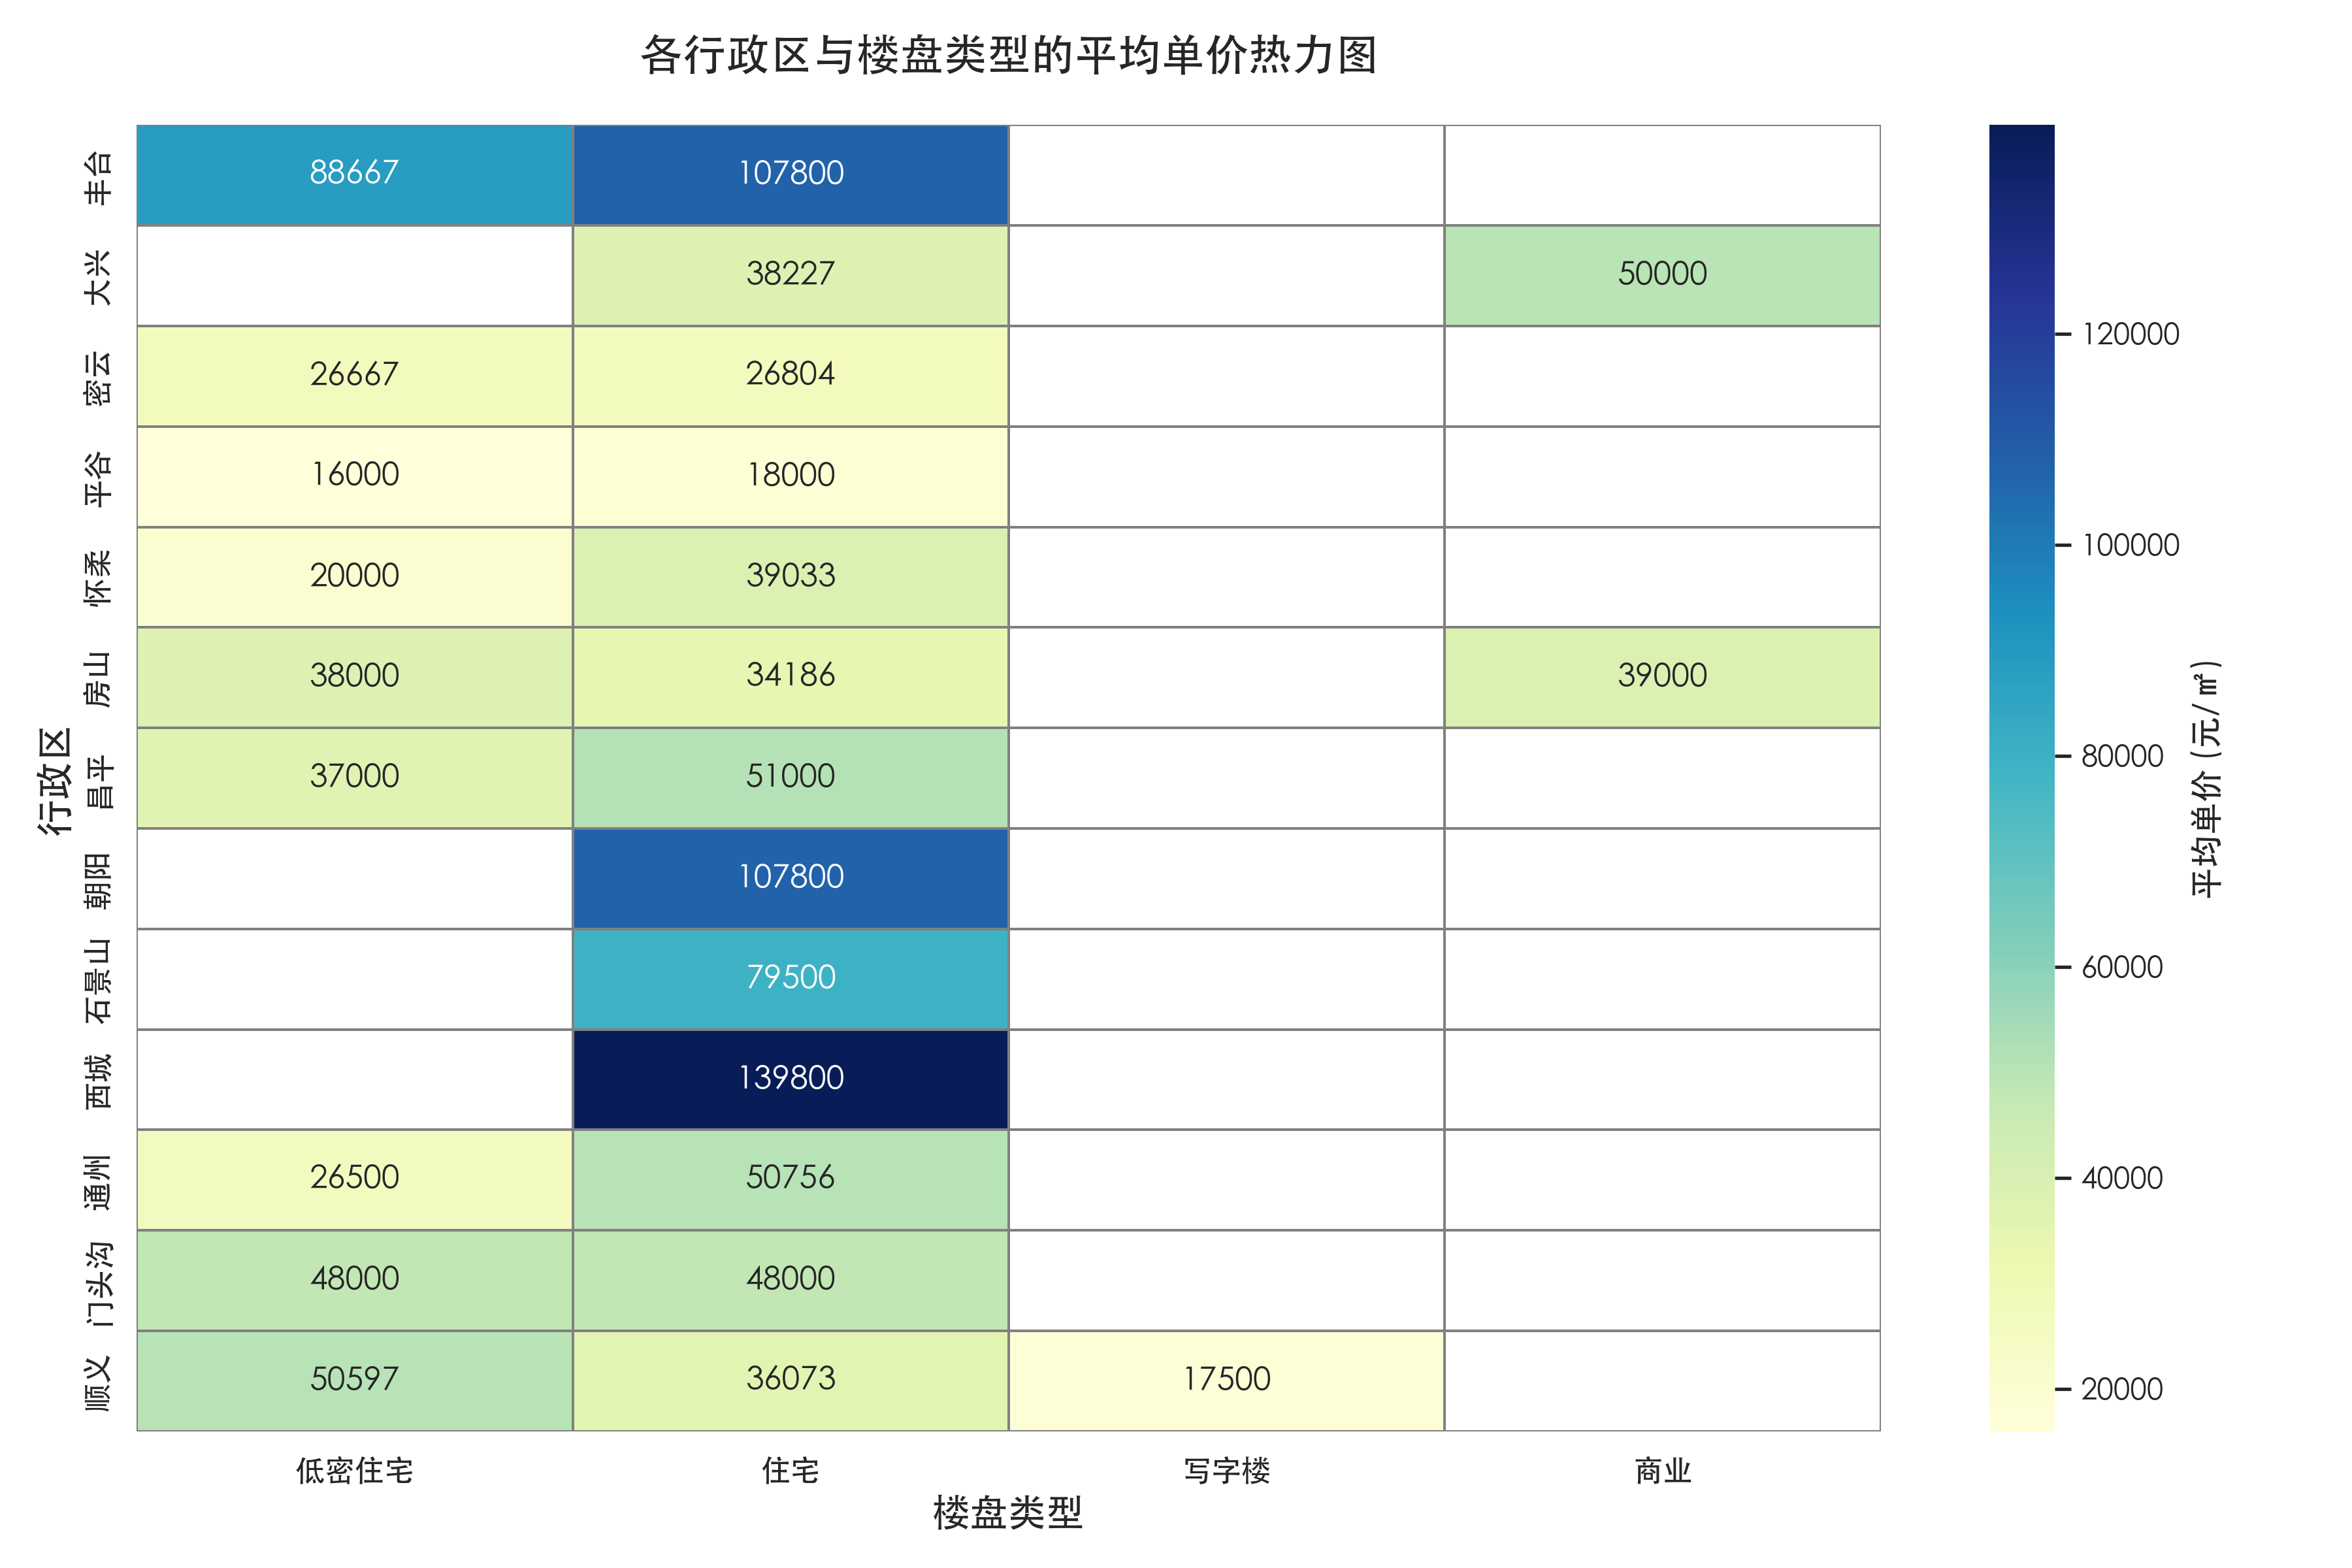 各行政区与楼盘类型的平均单价热力图
行政区
丰台 88667 107800
大兴 38227 50000
密云 26667 26804
平谷 16000 18000
怀柔 20000 39033
房山 38000 34186 39000
昌平 37000 51000
朝阳 107800
石景山 79500
西城 139800
通州 26500 50756
门头沟 48000 48000
顺义 50597 36073 17500
低密住宅 住宅 写字楼 商业
楼盘类型
120000
100000
80000
60000
40000
20000
平均单价 (元/㎡)